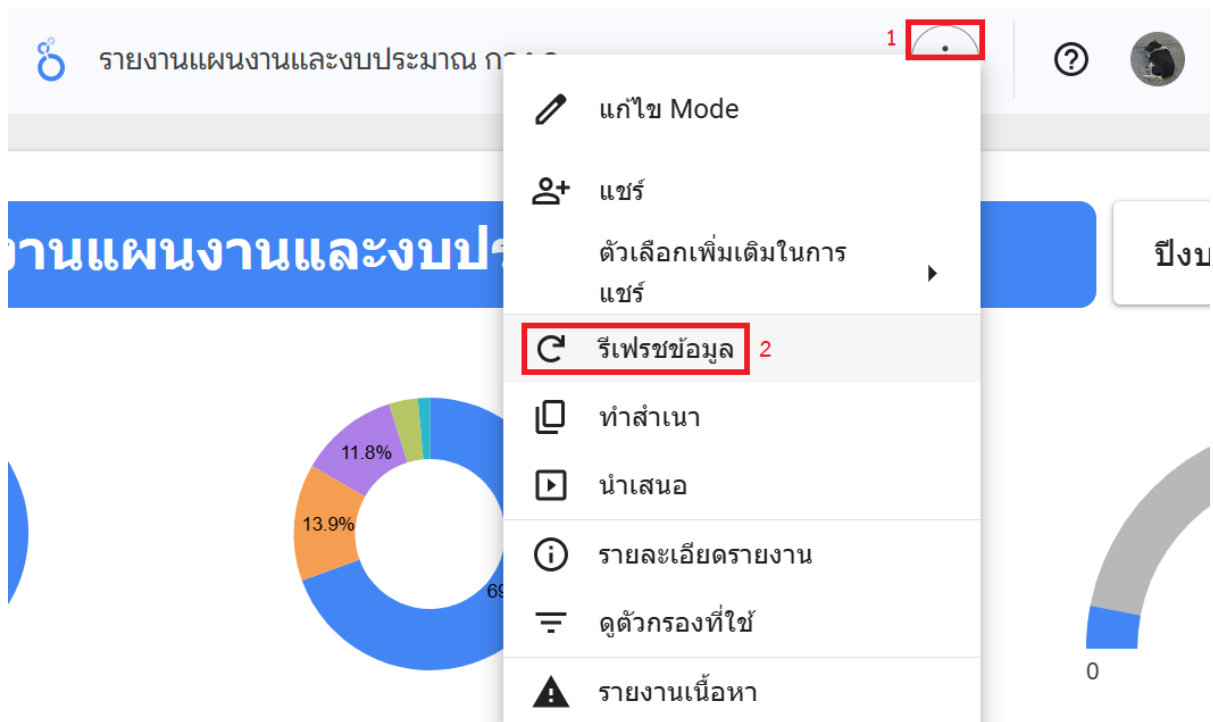 รายงานแผนงานและงบประมาณ
1
แก้ไข Mode
แชร์
ตัวเลือกเพิ่มเติมในการ
แชร์
รีเฟรชข้อมูล 2
ทำสำเนา
นำเสนอ
รายละเอียดรายงาน
ดูตัวกรองที่ใช้
รายงานเนื้อหา
านแผนงานและงบป
ปีงบ
11.8%
13.9%
0